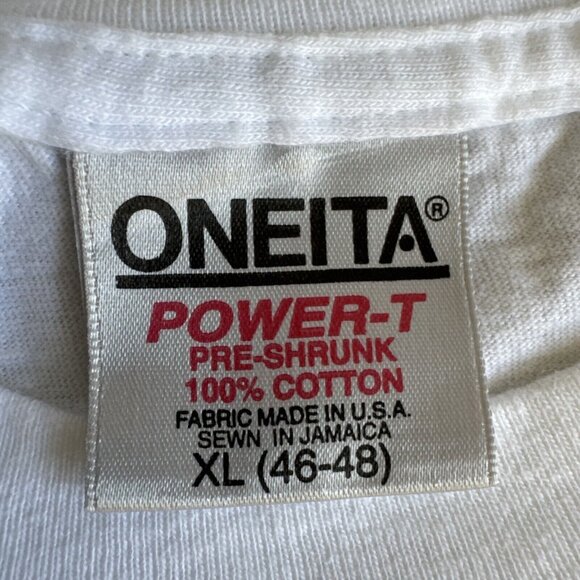 ONEITA®
POWER-T
PRE-SHRUNK
100% COTTON
FABRIC MADE IN U.S.A.
SEWN IN JAMAICA
XL (46-48)